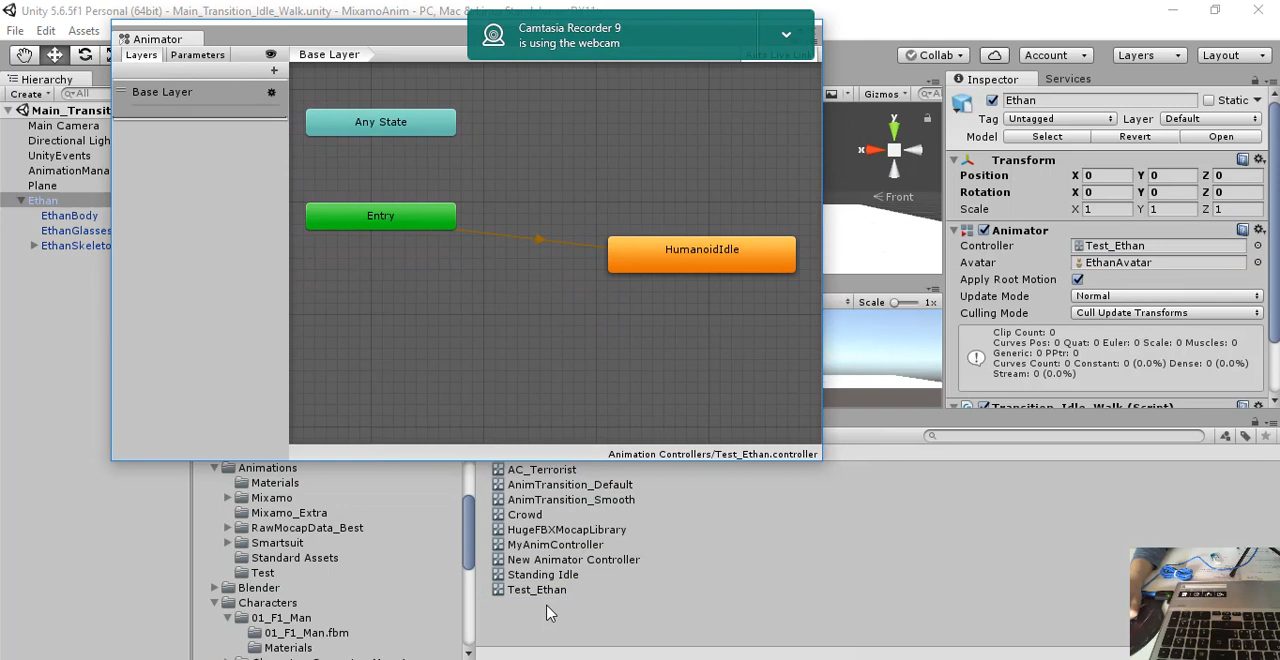 Unity 5.6.5f1 Personal (64bit) - Main_Transition_Idle_Walk.unity - MixamoAnim - PC, Mac &
File Edit Assets
Camtasia Recorder 9
is using the webcam
Animator
Layers Parameters
Base Layer
Auto Live Link
Base Layer
Any State
Entry
HumanoidIdle
Animation Controllers/Test_Ethan.controller
Hierarchy
Create All
Main_Transit
Main Camera
Directional Ligh
UnityEvents
AnimationMana
Plane
Ethan
EthanBody
EthanGlasses
EthanSkeleto
Collab Account Layers Layout
Gizmos All
y
x
Front
Scale 1x
Inspector Services
Ethan Static
Tag Untagged Layer Default
Model Select Revert Open
Transform
Position X 0 Y 0 Z 0
Rotation X 0 Y 0 Z 0
Scale X 1 Y 1 Z 1
Animator
Controller Test_Ethan
Avatar EthanAvatar
Apply Root Motion
Update Mode Normal
Culling Mode Cull Update Transforms
Clip Count: 0
Curves Pos: 0 Quat: 0 Euler: 0 Scale: 0 Muscles: 0
Generic: 0 PPtr: 0
Curves Count: 0 Constant: 0 (0.0%) Dense: 0 (0.0%)
Stream: 0 (0.0%)
Transition_Idle_Walk (Script)
Animations
Materials
Mixamo
Mixamo_Extra
RawMocapData_Best
Smartsuit
Standard Assets
Test
Blender
Characters
01_F1_Man
01_F1_Man.fbm
Materials
AC_Terrorist
AnimTransition_Default
AnimTransition_Smooth
Crowd
HugeFBXMocapLibrary
MyAnimController
New Animator Controller
Standing Idle
Test_Ethan